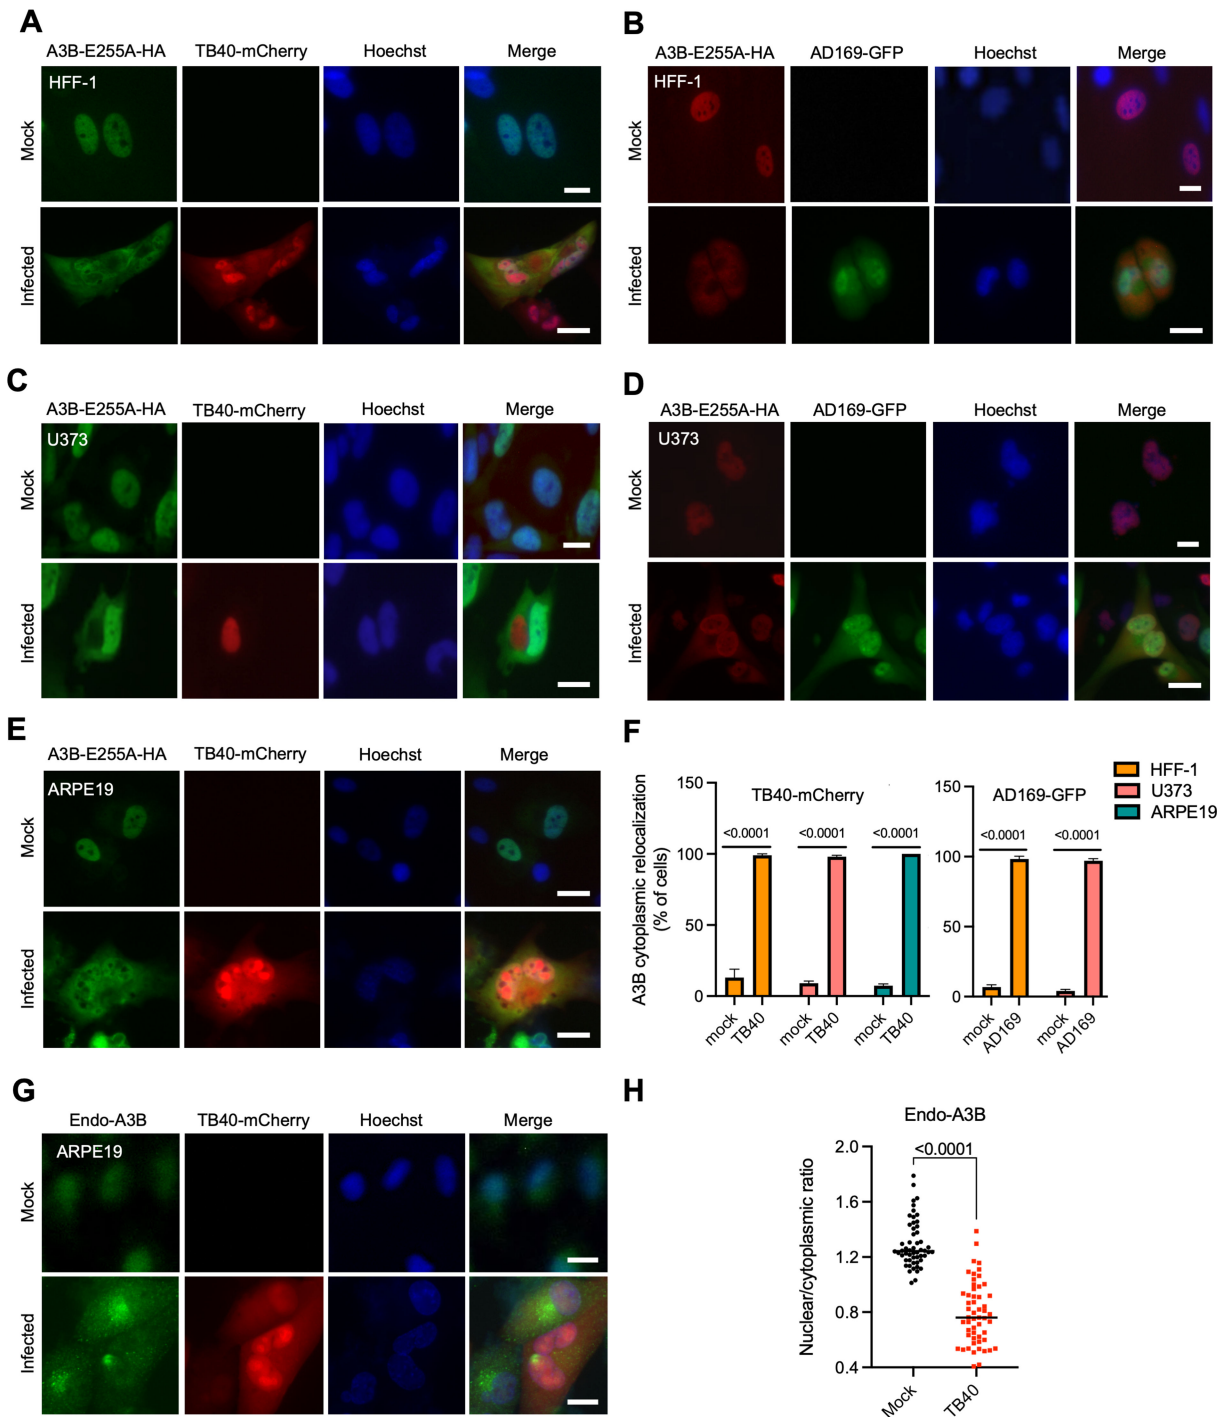 A
A3B-E255A-HA TB40-mCherry Hoechst Merge
HFF-1
Mock
Infected
B
A3B-E255A-HA AD169-GFP Hoechst Merge
HFF-1
Mock
Infected
C
A3B-E255A-HA TB40-mCherry Hoechst Merge
U373
Mock
Infected
D
A3B-E255A-HA AD169-GFP Hoechst Merge
U373
Mock
Infected
E
A3B-E255A-HA TB40-mCherry Hoechst Merge
ARPE19
Mock
Infected
F
A3B cytoplasmic relocalization
(% of cells)
150
100
50
0
TB40-mCherry
<0.0001 <0.0001 <0.0001
mock TB40 mock TB40 mock TB40
150
100
50
0
AD169-GFP
<0.0001 <0.0001
mock AD169 mock AD169
HFF-1
U373
ARPE19
G
Endo-A3B TB40-mCherry Hoechst Merge
ARPE19
Mock
Infected
H
Endo-A3B
Nuclear/cytoplasmic ratio
2.0
1.6
1.2
0.8
0.4
<0.0001
Mock TB40